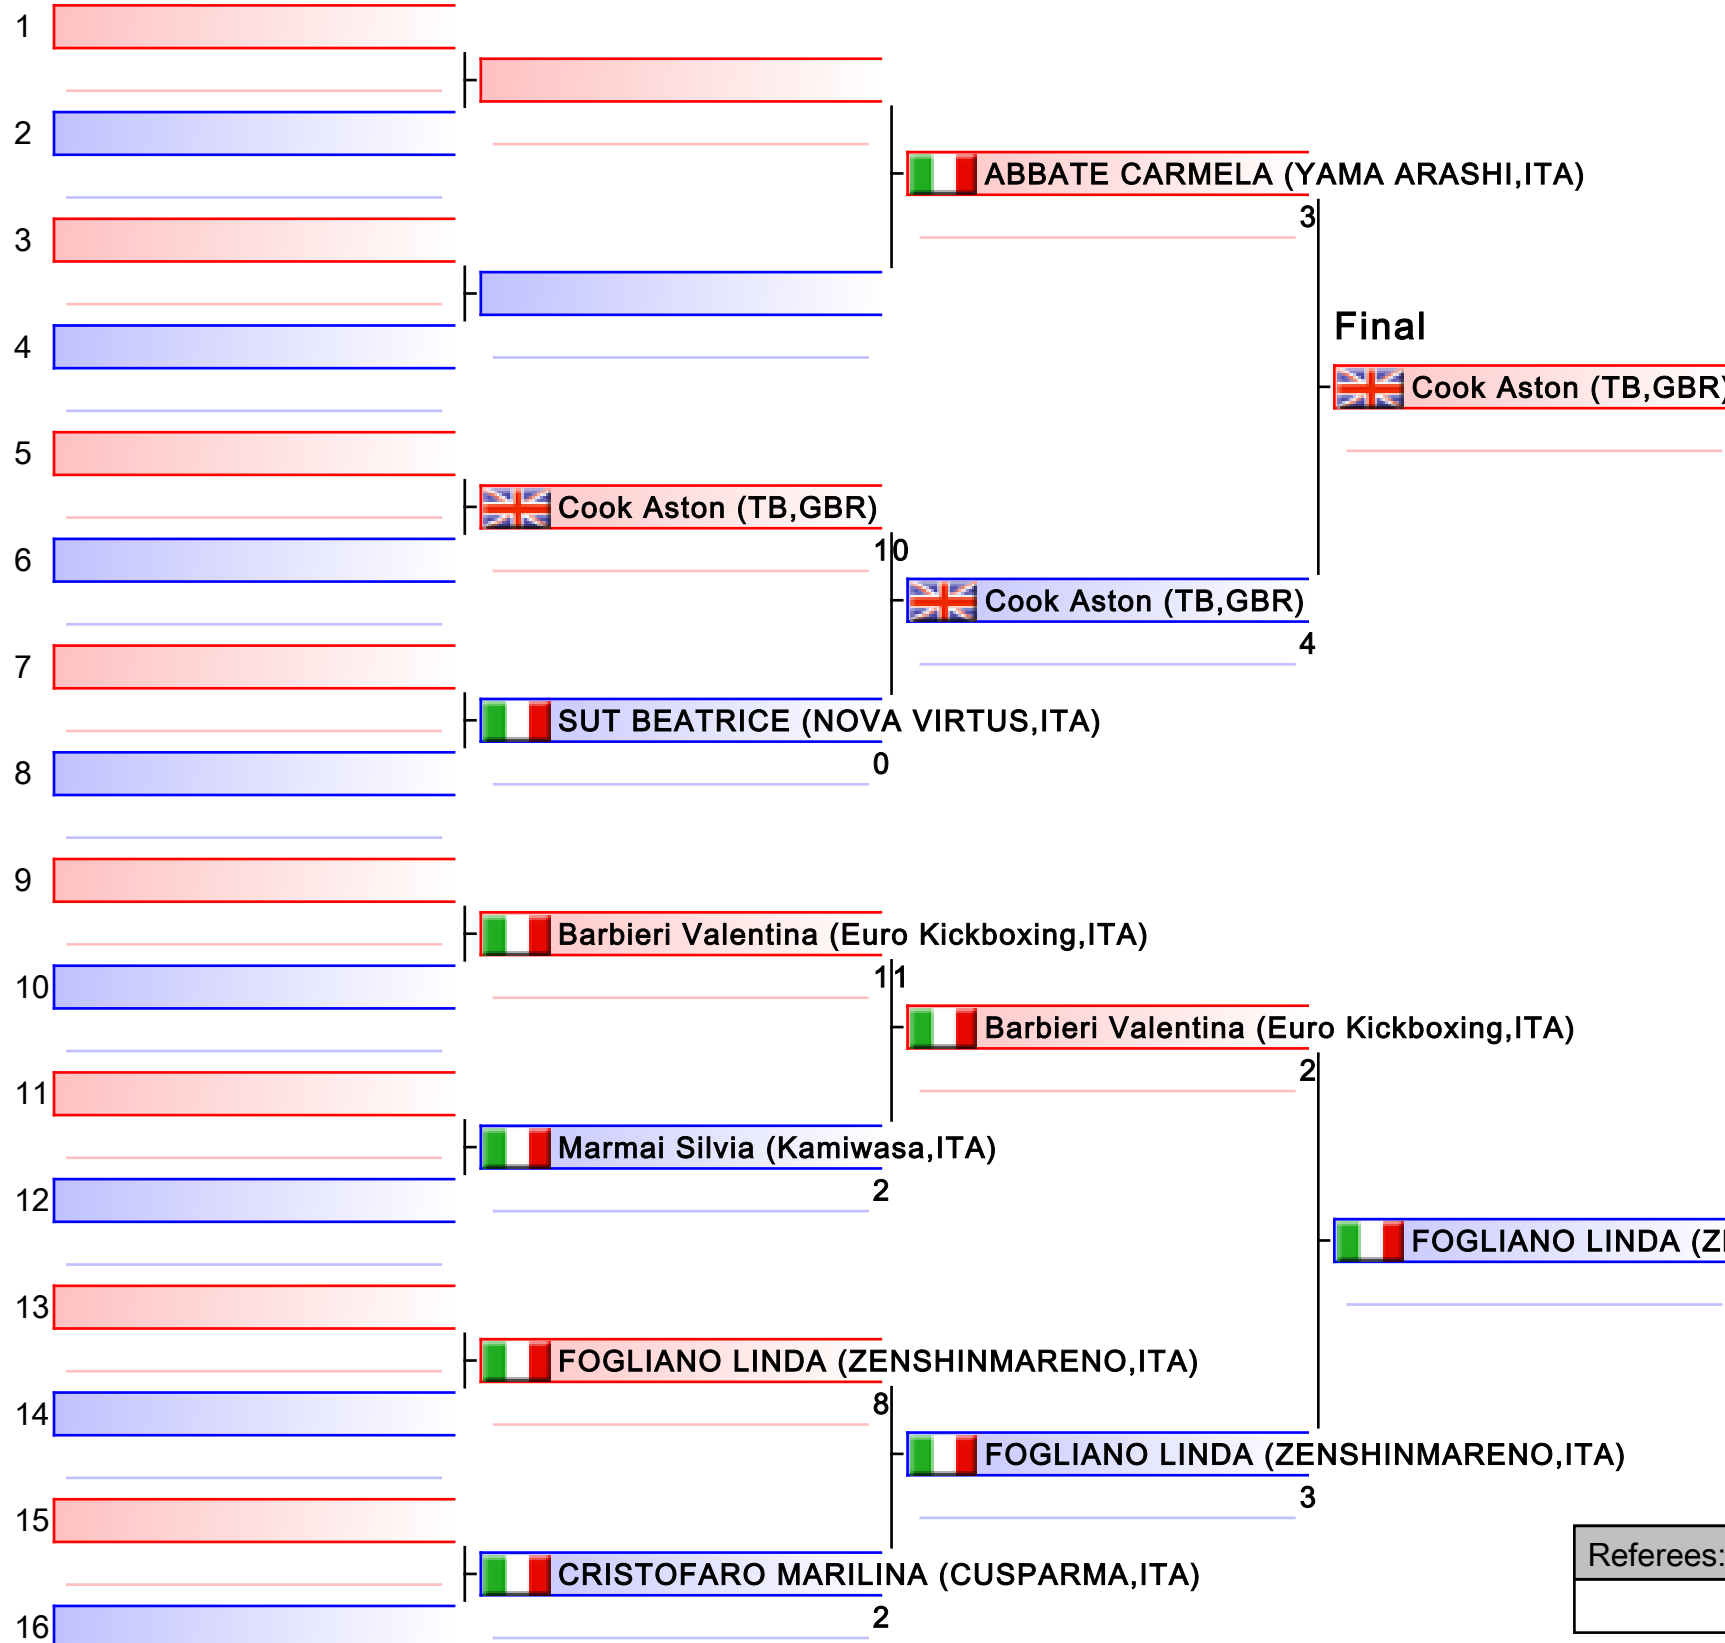 1
2
ABBATE CARMELA (YAMA ARASHI,ITA)
3
3
Final
4
Cook Aston (TB,GBR)
5
Cook Aston (TB,GBR)
10
6
Cook Aston (TB,GBR)
4
7
SUT BEATRICE (NOVA VIRTUS,ITA)
0
8
9
Barbieri Valentina (Euro Kickboxing,ITA)
11
10
Barbieri Valentina (Euro Kickboxing,ITA)
2
11
Marmai Silvia (Kamiwasa,ITA)
2
12
FOGLIANO LINDA (ZE
13
FOGLIANO LINDA (ZENSHINMARENO,ITA)
8
14
FOGLIANO LINDA (ZENSHINMARENO,ITA)
3
15
Referees:
CRISTOFARO MARILINA (CUSPARMA,ITA)
2
16